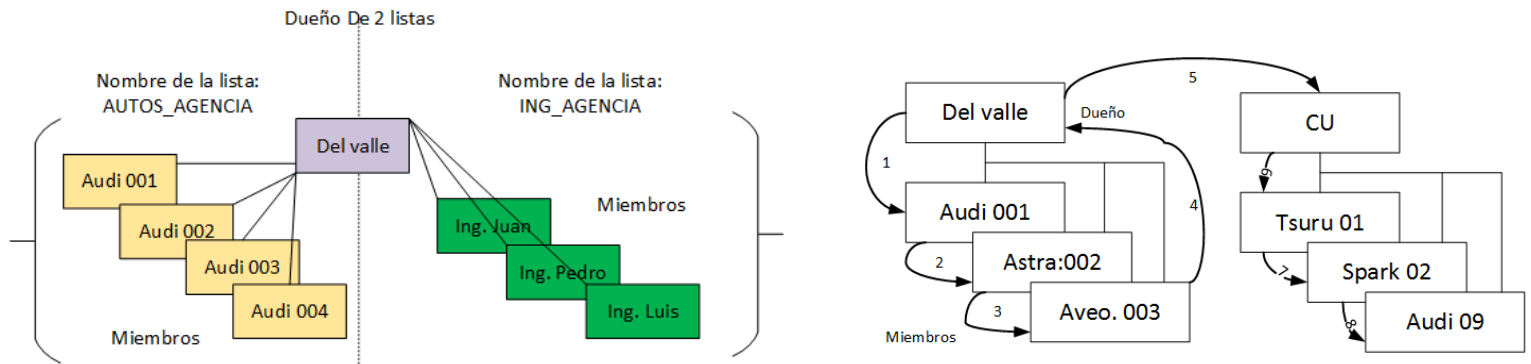 Dueño De 2 listas
Nombre de la lista:
AUTOS_AGENCIA
Nombre de la lista:
ING_AGENCIA
Del valle
Audi 001
Audi 002
Audi 003
Audi 004
Miembros
Miembros
Ing. Juan
Ing. Pedro
Ing. Luis
5
Del valle
Dueño
CU
1
9
Audi 001
4
Tsuru 01
2
Astra:002
7
Spark 02
3
Aveo. 003
8
Audi 09
Miembros